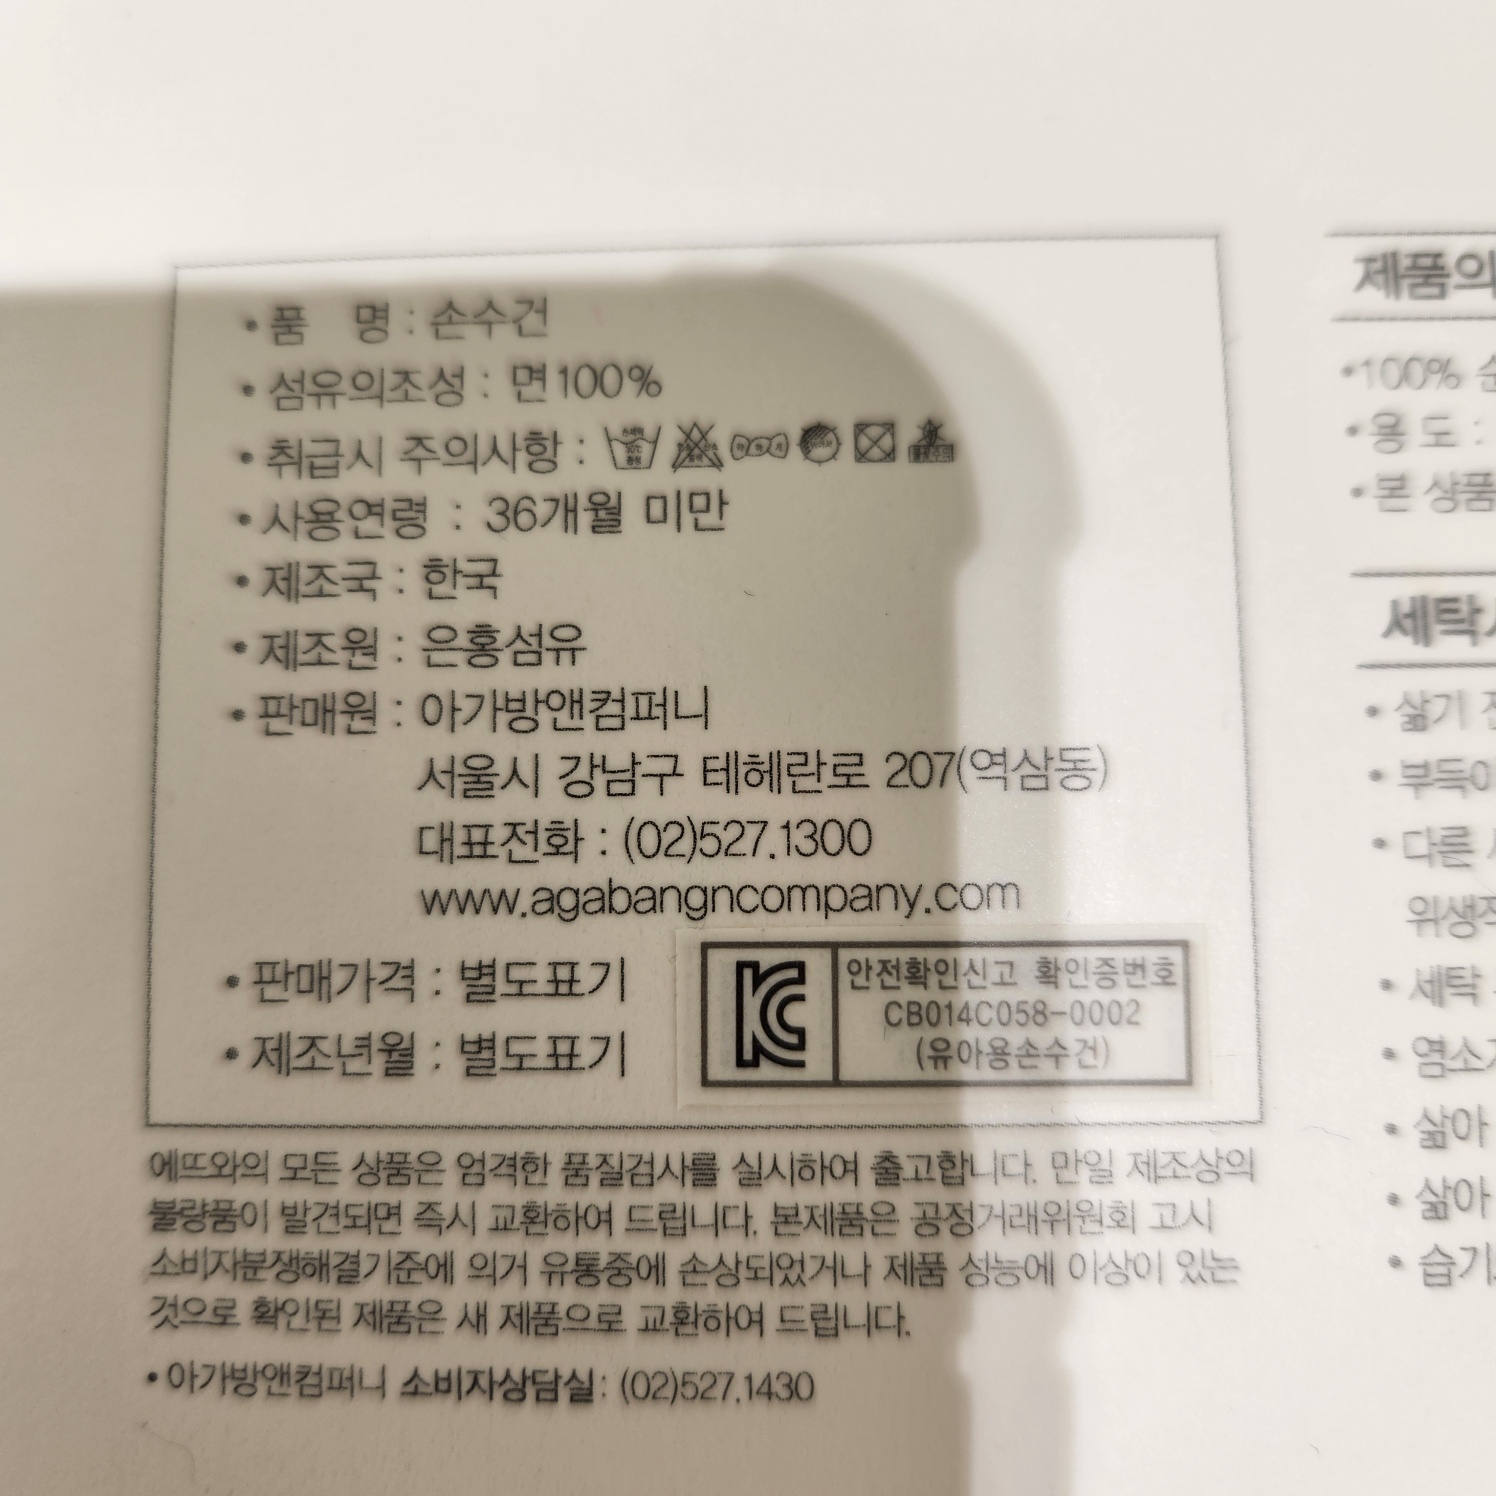 • 품 명 : 손수건
• 섬유의조성 : 면100%
• 취급시 주의사항 :
• 사용연령 : 36개월 미만
• 제조국 : 한국
• 제조원 : 은홍섬유
• 판매원 : 아가방앤컴퍼니
서울시 강남구 테헤란로 207(역삼동)
대표전화 : (02)527.1300
www.agabangncompany.com
• 판매가격 : 별도표기
• 제조년월 : 별도표기
KC
안전확인신고 확인증번호
CB014C058-0002
(유아용손수건)
에뜨와의 모든 상품은 엄격한 품질검사를 실시하여 출고합니다. 만일 제조상의
불량품이 발견되면 즉시 교환하여 드립니다. 본제품은 공정거래위원회 고시
소비자분쟁해결기준에 의거 유통중에 손상되었거나 제품 성능에 이상이 있는
것으로 확인된 제품은 새 제품으로 교환하여 드립니다.
• 아가방앤컴퍼니 소비자상담실: (02)527.1430
제품의
•100%
•용 도 :
•본 상품
세탁
• 삶기
• 부득이
• 다른
위생적
• 세탁
• 염소
• 삶아
• 삶아
• 습기